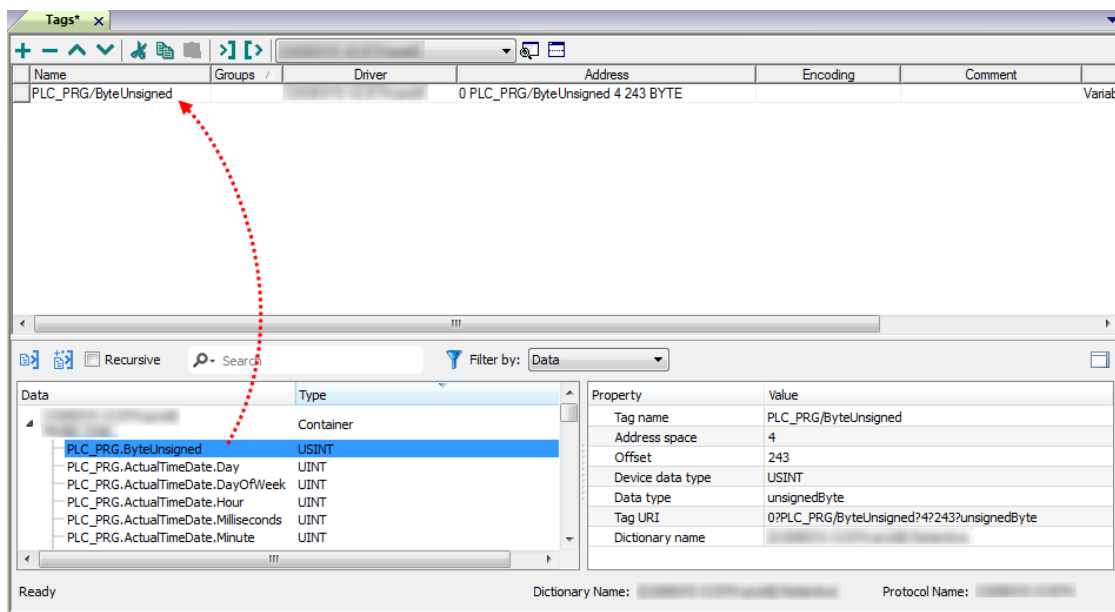 Tags*
Name Groups Driver Address Encoding Comment
PLC_PRG/ByteUnsigned 0 PLC_PRG/ByteUnsigned 4 243 BYTE Variab
Recursive Search Filter by: Data
Data Type
Container
PLC_PRG.ByteUnsigned USINT
PLC_PRG.ActualTimeDate.Day UINT
PLC_PRG.ActualTimeDate.DayOfWeek UINT
PLC_PRG.ActualTimeDate.Hour UINT
PLC_PRG.ActualTimeDate.Milliseconds UINT
PLC_PRG.ActualTimeDate.Minute UINT
Property Value
Tag name PLC_PRG/ByteUnsigned
Address space 4
Offset 243
Device data type USINT
Data type unsignedByte
Tag URI 0?PLC_PRG/ByteUnsigned?4?243?unsignedByte
Dictionary name
Ready Dictionary Name: Protocol Name: